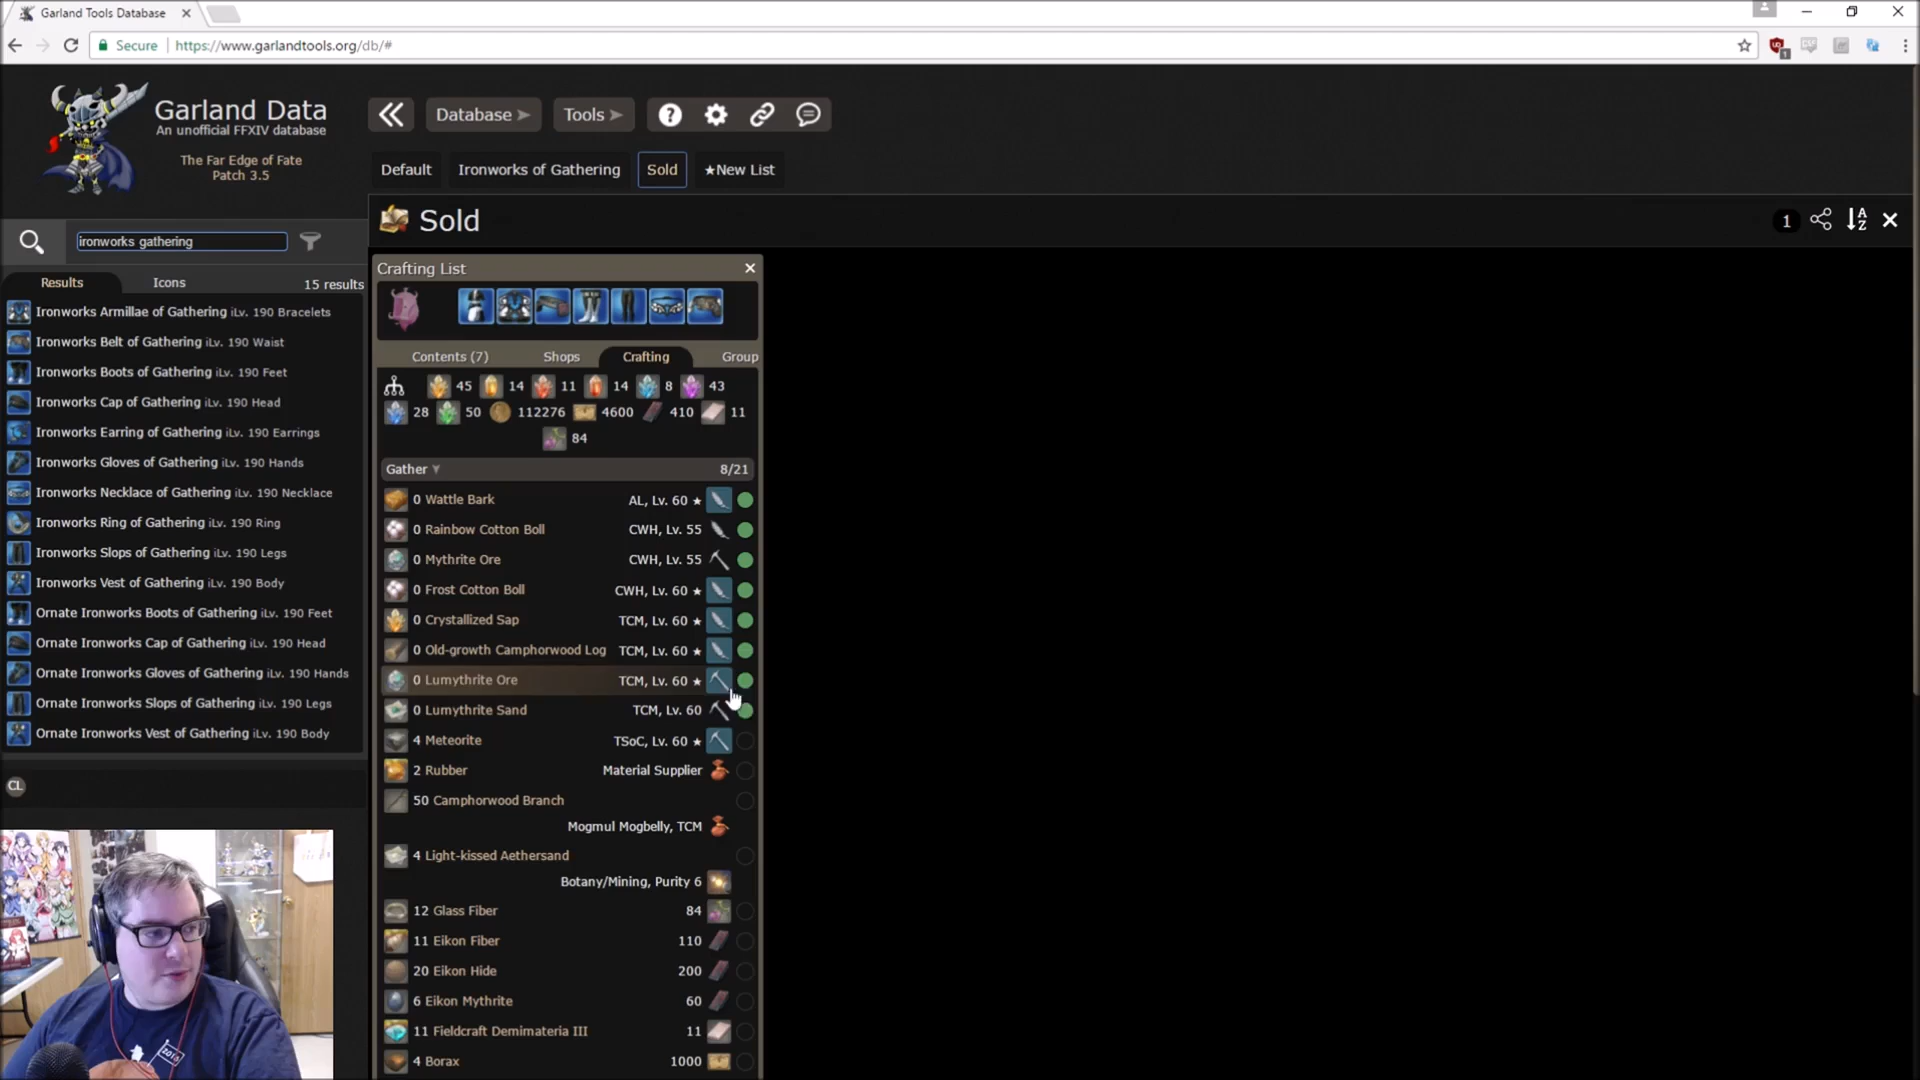 Garland Tools Database
Secure https://www.garlandtools.org/db/#
Garland Data
An unofficial FFXIV database
The Far Edge of Fate
Patch 3.5
Database
Tools
?
Default
Ironworks of Gathering
Sold
★New List
Sold
1
A
Z
ironworks gathering
Results
Icons
15 results
Ironworks Armillae of Gathering iLv. 190 Bracelets
Ironworks Belt of Gathering iLv. 190 Waist
Ironworks Boots of Gathering iLv. 190 Feet
Ironworks Cap of Gathering iLv. 190 Head
Ironworks Earring of Gathering iLv. 190 Earrings
Ironworks Gloves of Gathering iLv. 190 Hands
Ironworks Necklace of Gathering iLv. 190 Necklace
Ironworks Ring of Gathering iLv. 190 Ring
Ironworks Slops of Gathering iLv. 190 Legs
Ironworks Vest of Gathering iLv. 190 Body
Ornate Ironworks Boots of Gathering iLv. 190 Feet
Ornate Ironworks Cap of Gathering iLv. 190 Head
Ornate Ironworks Gloves of Gathering iLv. 190 Hands
Ornate Ironworks Slops of Gathering iLv. 190 Legs
Ornate Ironworks Vest of Gathering iLv. 190 Body
CL
Crafting List
Contents (7)
Shops
Crafting
Group
45 14 11 14 8 43
28 50 112276 4600 410 11
84
Gather 8/21
0 Wattle Bark AL, Lv. 60 ★
0 Rainbow Cotton Boll CWH, Lv. 55
0 Mythrite Ore CWH, Lv. 55
0 Frost Cotton Boll CWH, Lv. 60 ★
0 Crystallized Sap TCM, Lv. 60 ★
0 Old-growth Camphorwood Log TCM, Lv. 60 ★
0 Lumythrite Ore TCM, Lv. 60 ★
0 Lumythrite Sand TCM, Lv. 60
4 Meteorite TSoC, Lv. 60 ★
2 Rubber Material Supplier
50 Camphorwood Branch
Mogmul Mogbelly, TCM
4 Light-kissed Aethersand
Botany/Mining, Purity 6
12 Glass Fiber 84
11 Eikon Fiber 110
20 Eikon Hide 200
6 Eikon Mythrite 60
11 Fieldcraft Demimateria III 11
4 Borax 1000